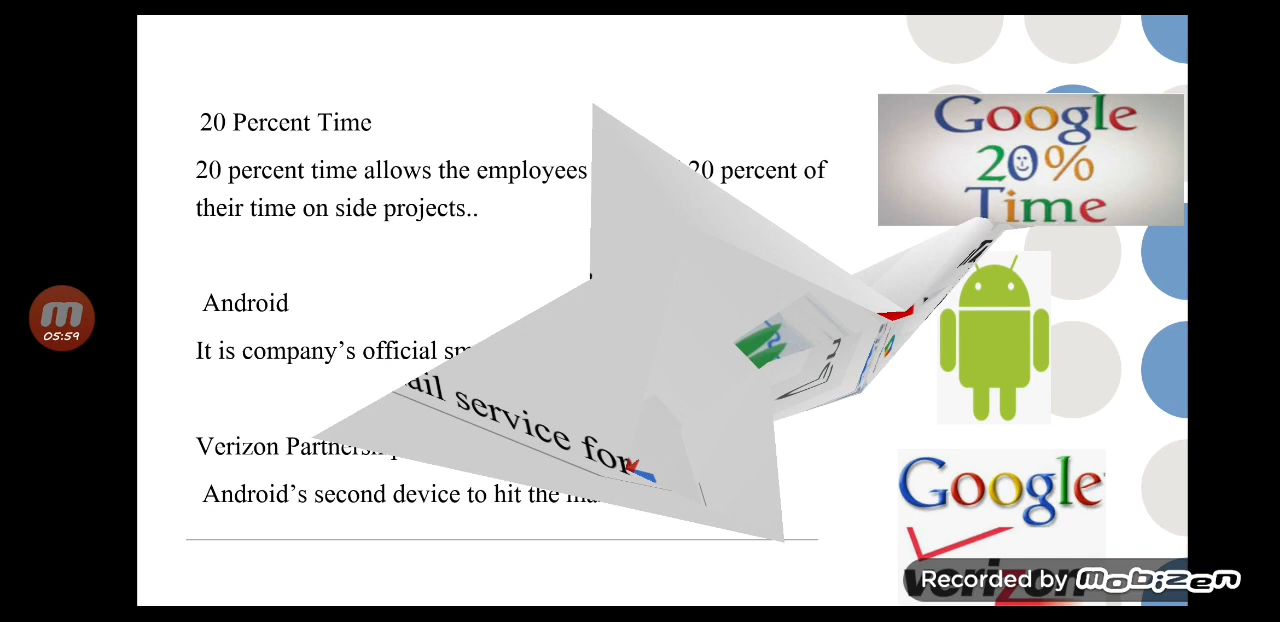 20 Percent Time
20 percent time allows the employees 20 percent of
their time on side projects..
Android
It is company's official
Verizon
Android's second device to hit the
ail service for
Google
20%
Time
Google
verizon
05:59
Recorded by Mobizen